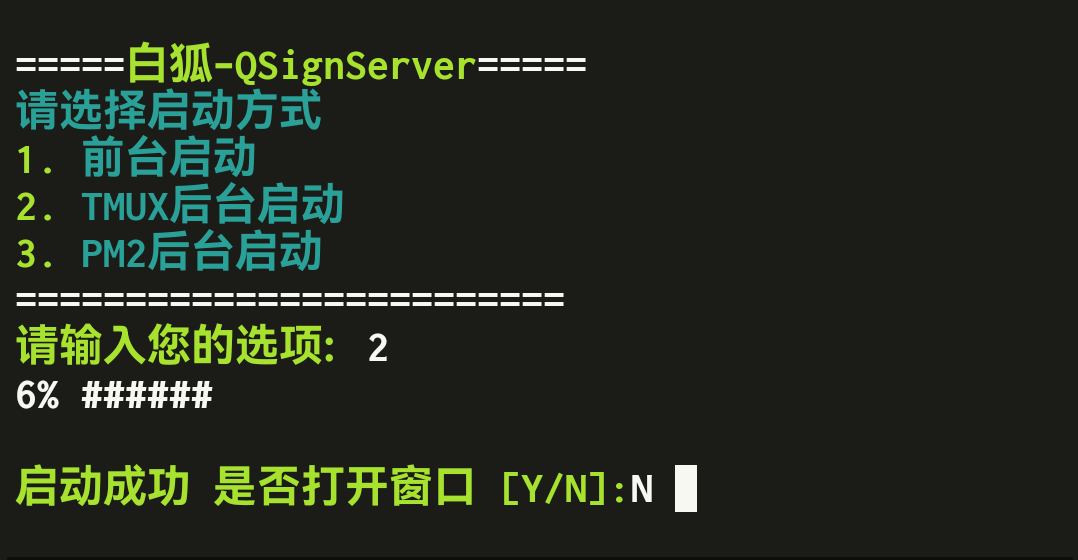 =====白狐-QSignServer=====
请选择启动方式
1. 前台启动
2. TMUX后台启动
3. PM2后台启动
=========================
请输入您的选项: 2
6% ######
启动成功 是否打开窗口 [Y/N]:N